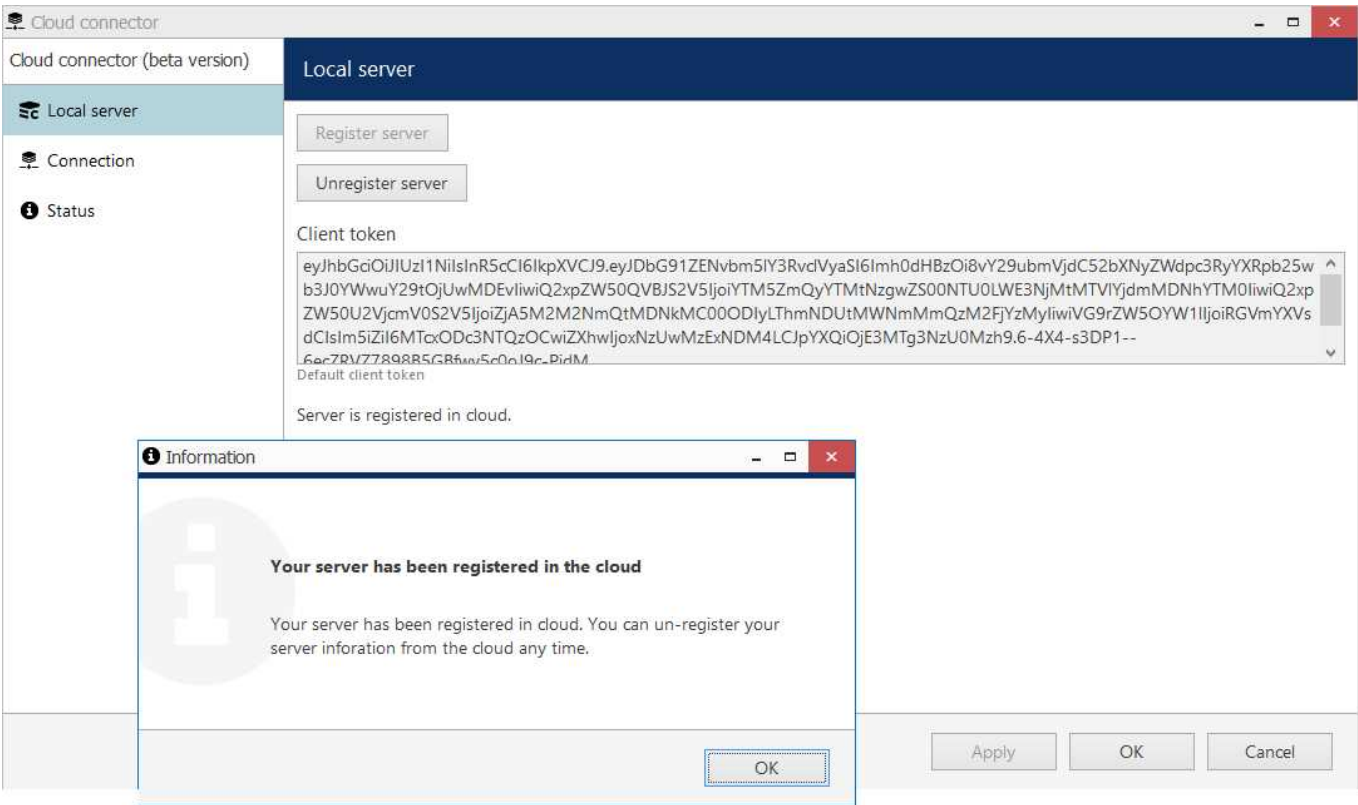 Cloud connector
Cloud connector (beta version)
Local server
Connection
Status
Local server
Register server
Unregister server
Client token
eyJhbGciOiJIUzI1NiIsInR5cCI6IkpXVCJ9.eyJDbG91ZENvbm5lY3RvclVyaSI6Imh0dHBzOi8vY29ubmVjdC52bXNyZWdpc3RyYXRpb25w
b3J0YWwuY29tOjUwMDEvIiwiQ2xpZW50QVBJS2V5IjoiYTM5ZmQyYTMtNzgwZS00NTU0LWE3NjMtMTVlYjdmMDNhYTM0IiwiQ2xp
ZW50U2VjcmV0S2V5IjoiZjA5M2M2NmQtMDNkMC00ODIyLThmNDUtMWNmMmQzM2FjYzMyIiwiVG9rZW5OYW1lIjoiRGVmYXVs
dCIsIm5iZiI6MTcxODc3NTQzOCwiZXhwIjoxNzUwMzExNDM4LCJpYXQiOjE3MTg3NzU0Mzh9.6-4X4-s3DP1--
Default client token
Server is registered in cloud.
Information
Your server has been registered in the cloud
Your server has been registered in cloud. You can un-register your
server inforation from the cloud any time.
OK
Apply
OK
Cancel